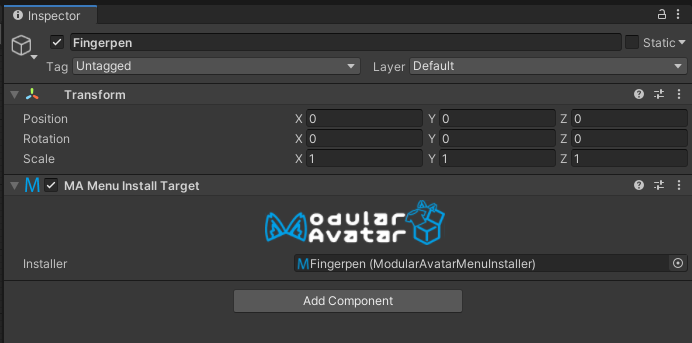 Inspector
Fingerpen Static
Tag Untagged Layer Default
Transform
Position X 0 Y 0 Z 0
Rotation X 0 Y 0 Z 0
Scale X 1 Y 1 Z 1
MA Menu Install Target
Modular
Avatar
Installer Fingerpen (ModularAvatarMenuInstaller)
Add Component